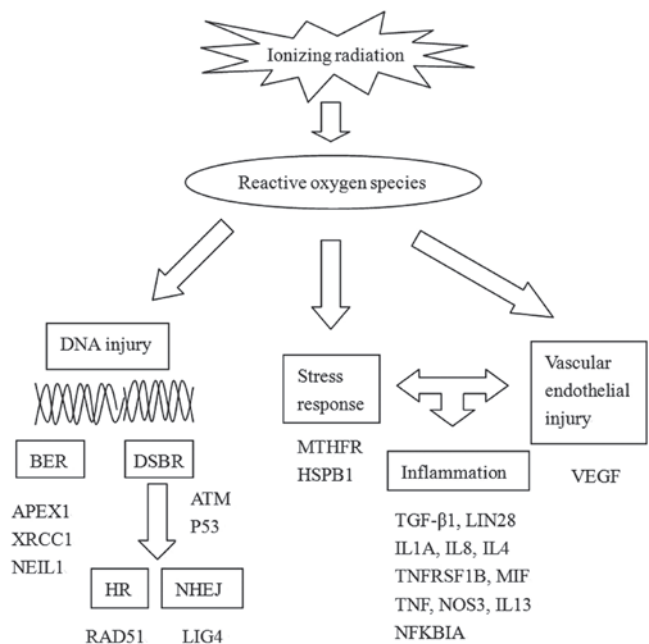 Ionizing radiation
Reactive oxygen species
DNA injury
BER
DSBR
APEX1
XRCC1
NEIL1
ATM
P53
HR
NHEJ
RAD51
LIG4
Stress
response
MTHFR
HSPB1
Inflammation
TGF-β1, LIN28
IL1A, IL8, IL4
TNFRSF1B, MIF
TNF, NOS3, IL13
NFKBIA
Vascular
endothelial
injury
VEGF